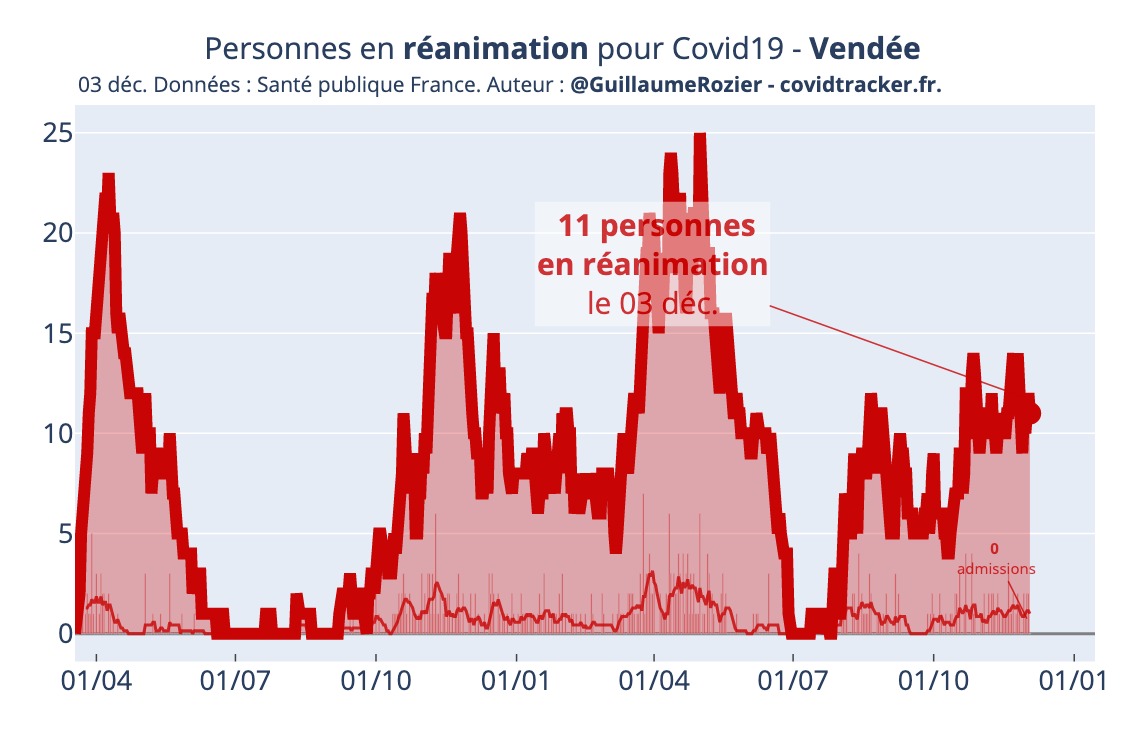 Personnes en réanimation pour Covid19 - Vendée
03 déc. Données : Santé publique France. Auteur : @GuillaumeRozier - covidtracker.fr.
25
20
15
10
5
0
11 personnes
en réanimation
le 03 déc.
0
admissions
01/04
01/07
01/10
01/01
01/04
01/07
01/10
01/01